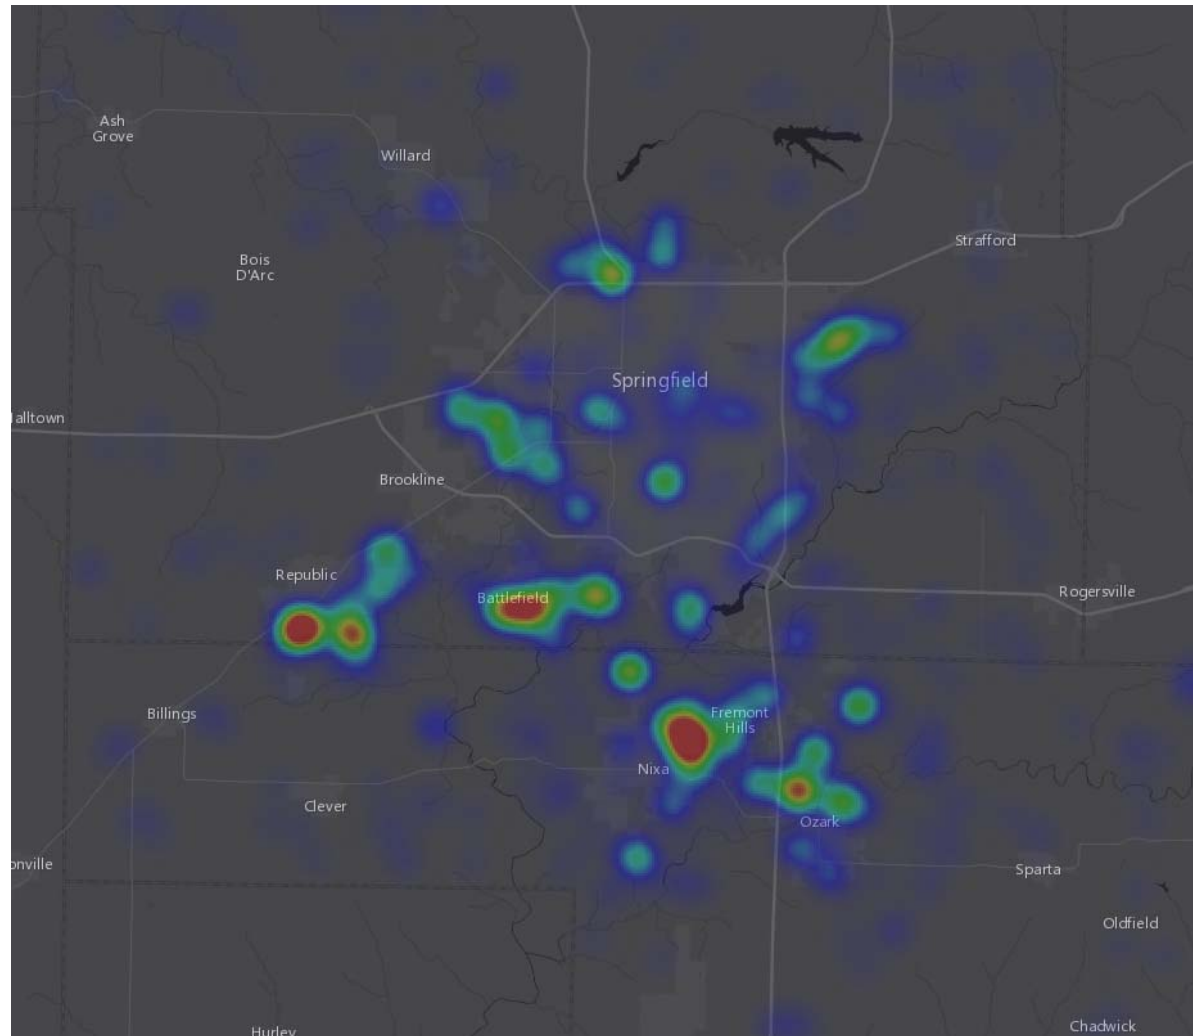 Ash
Grove
Willard
Strafford
Bois
D'Arc
Springfield
alltown
Brookline
Republic
Battlefield
Rogersville
Billings
Fremont
Hills
Nixa
Clever
Ozark
onville
Sparta
Oldfield
Chadwick
Hurley